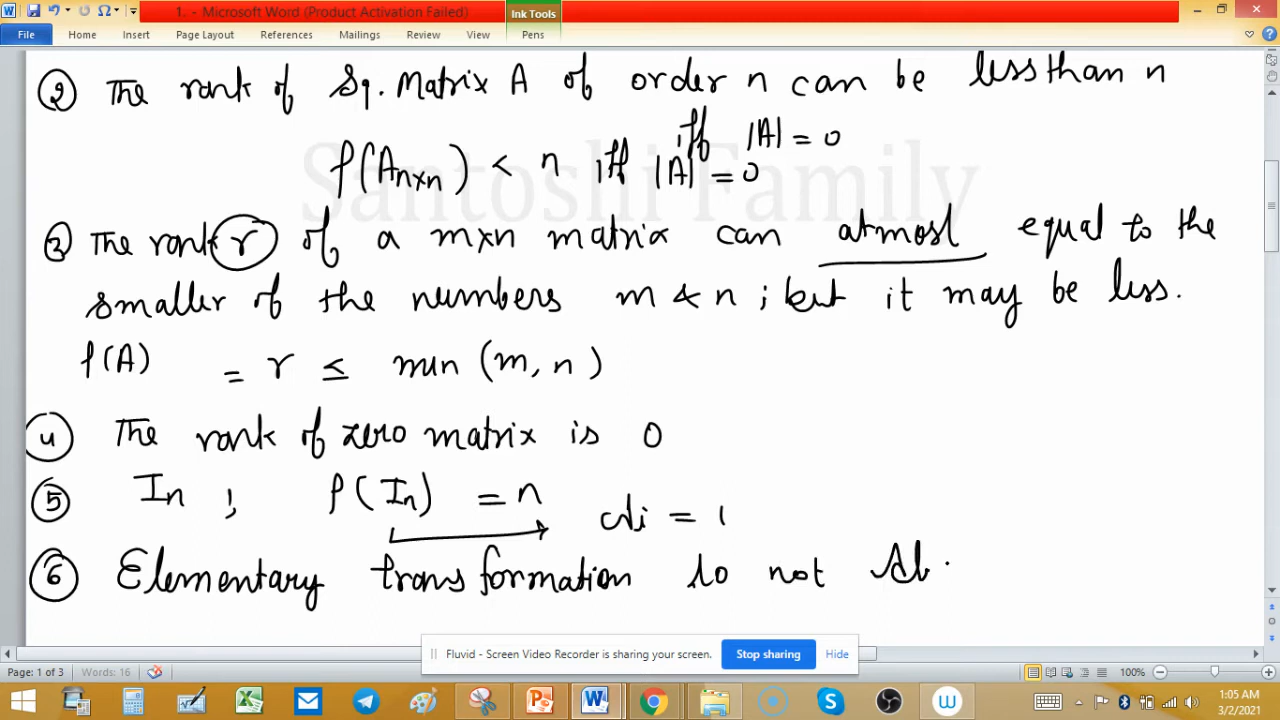 1. - Microsoft Word (Product Activation Failed)
Ink Tools
File Home Insert Page Layout References Mailings Review View Pens
② The rank of Sq. Matrix A of order n can be less than n
iff |A| = 0
ρ(Anxn) < n iff |A| = 0
Santoshi Family
③ The rank r of a mxn matrix can atmost equal to the
smaller of the numbers m & n ; but it may be less.
ρ(A) = r ≤ min (m, n)
④ The rank of zero matrix is 0
⑤ In ; ρ(In) = n
= 1
⑥ Elementary transformation do not
Fluvid - Screen Video Recorder is sharing your screen. Stop sharing Hide
Page: 1 of 3 Words: 16 100%
1:05 AM
3/2/2021